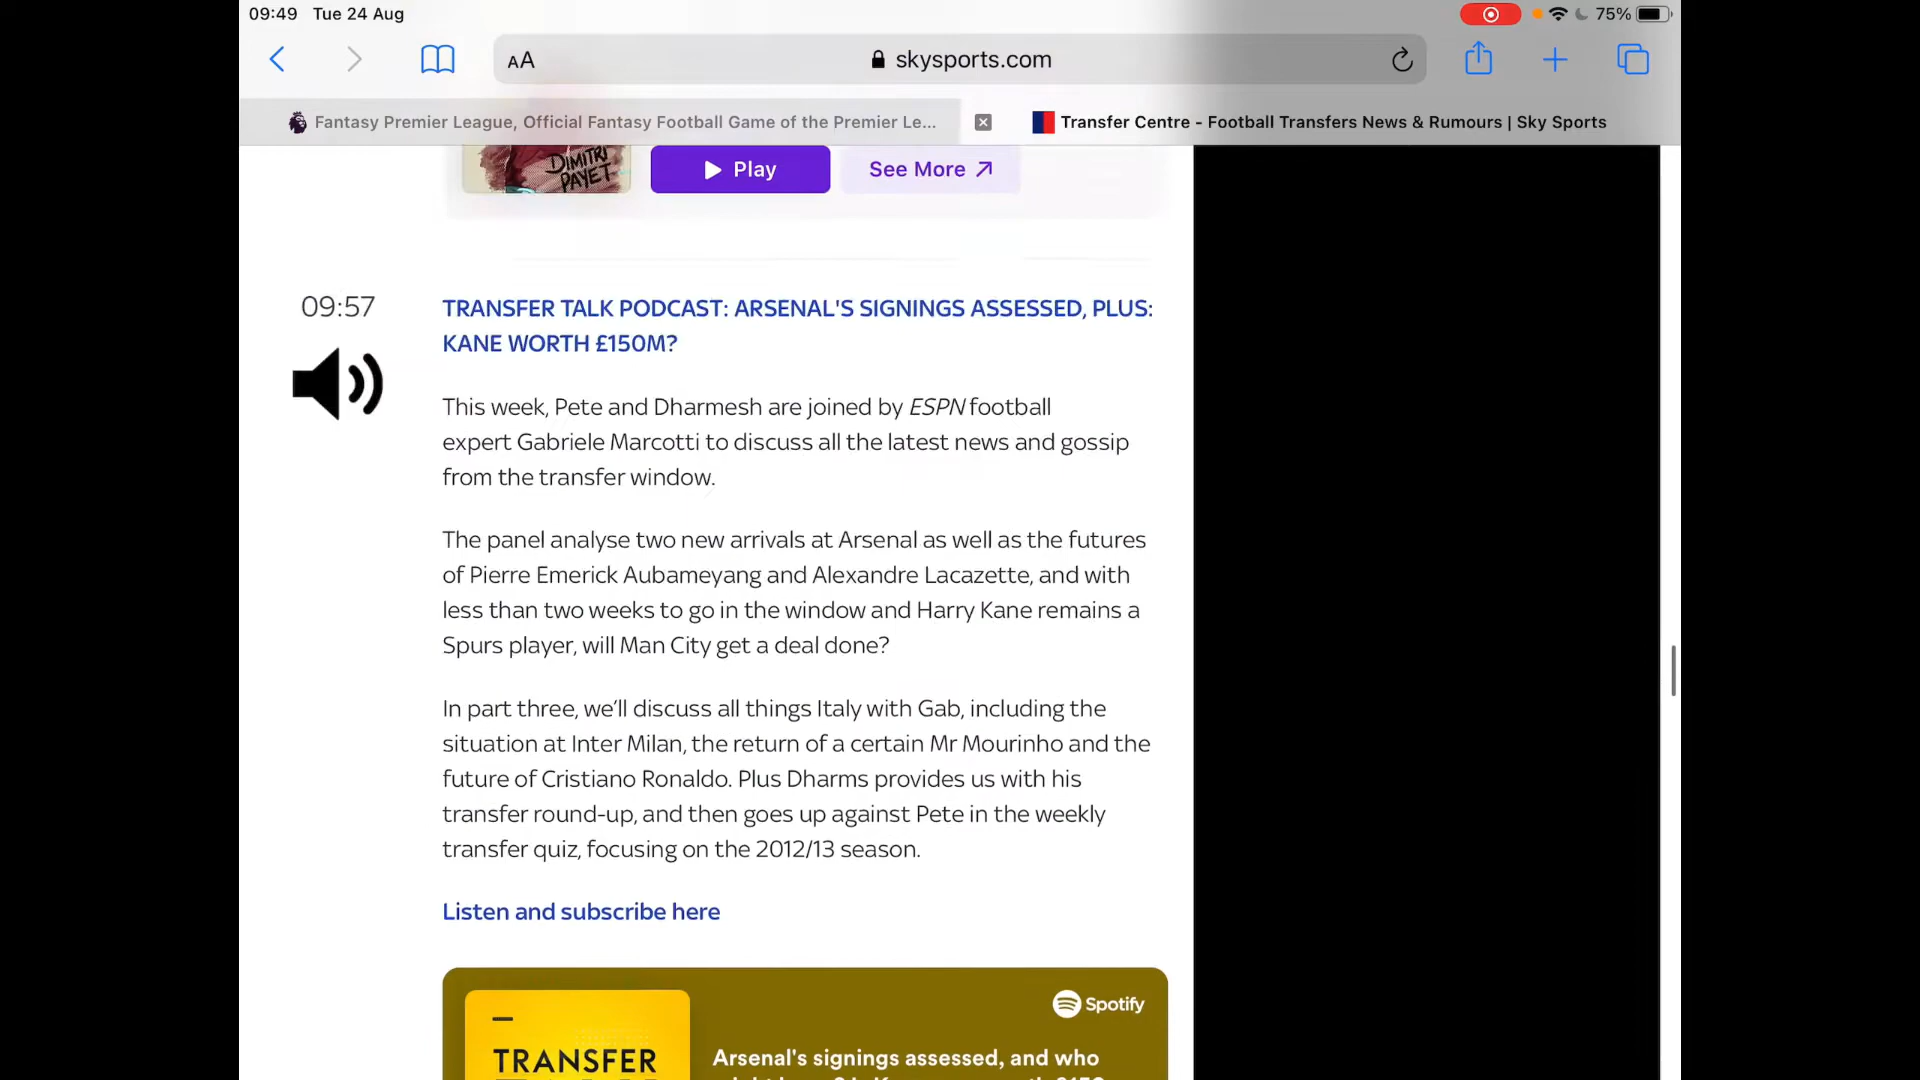 09:49 Tue 24 Aug
75%
AA
skysports.com
Fantasy Premier League, Official Fantasy Football Game of the Premier Le...
Transfer Centre - Football Transfers News & Rumours | Sky Sports
DIMITRI
PAYET
Play
See More
09:57
TRANSFER TALK PODCAST: ARSENAL'S SIGNINGS ASSESSED, PLUS:
KANE WORTH £150M?
This week, Pete and Dharmesh are joined by ESPN football
expert Gabriele Marcotti to discuss all the latest news and gossip
from the transfer window.
The panel analyse two new arrivals at Arsenal as well as the futures
of Pierre Emerick Aubameyang and Alexandre Lacazette, and with
less than two weeks to go in the window and Harry Kane remains a
Spurs player, will Man City get a deal done?
In part three, we'll discuss all things Italy with Gab, including the
situation at Inter Milan, the return of a certain Mr Mourinho and the
future of Cristiano Ronaldo. Plus Dharms provides us with his
transfer round-up, and then goes up against Pete in the weekly
transfer quiz, focusing on the 2012/13 season.
Listen and subscribe here
Spotify
TRANSFER
Arsenal's signings assessed, and who